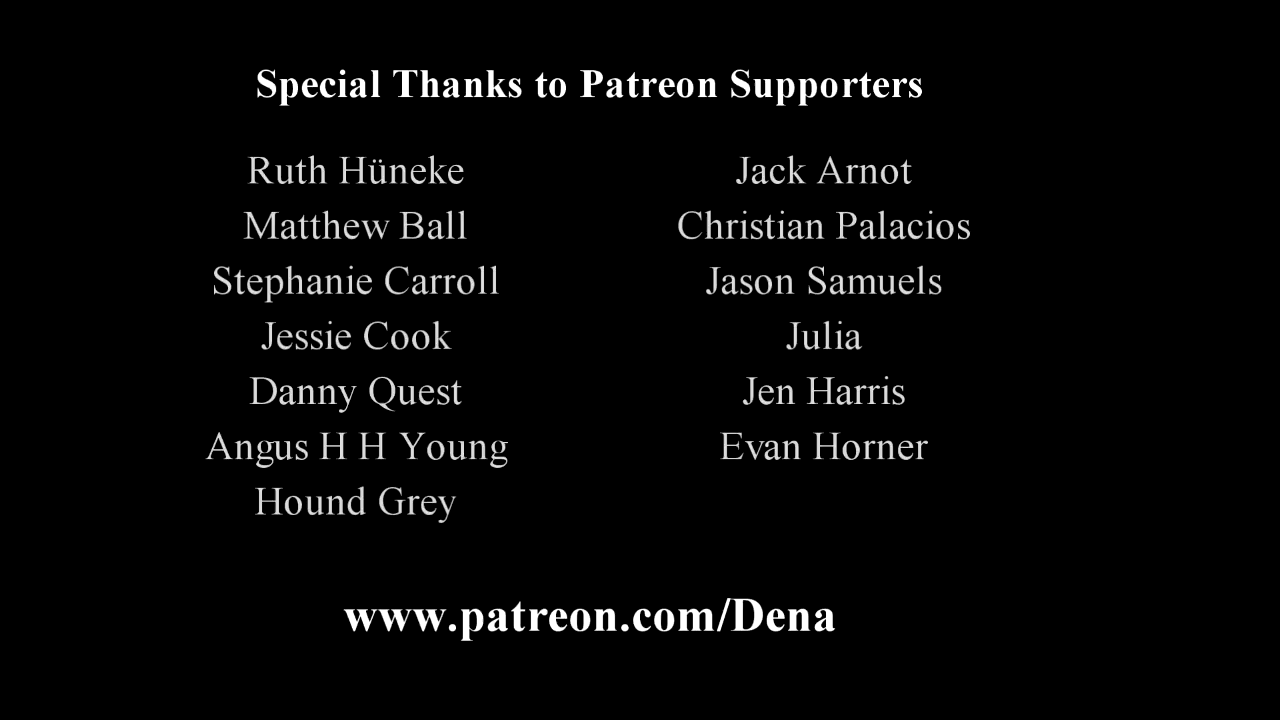 Special Thanks to Patreon Supporters
Ruth Hüneke
Matthew Ball
Stephanie Carroll
Jessie Cook
Danny Quest
Angus H H Young
Hound Grey
Jack Arnot
Christian Palacios
Jason Samuels
Julia
Jen Harris
Evan Horner
www.patreon.com/Dena